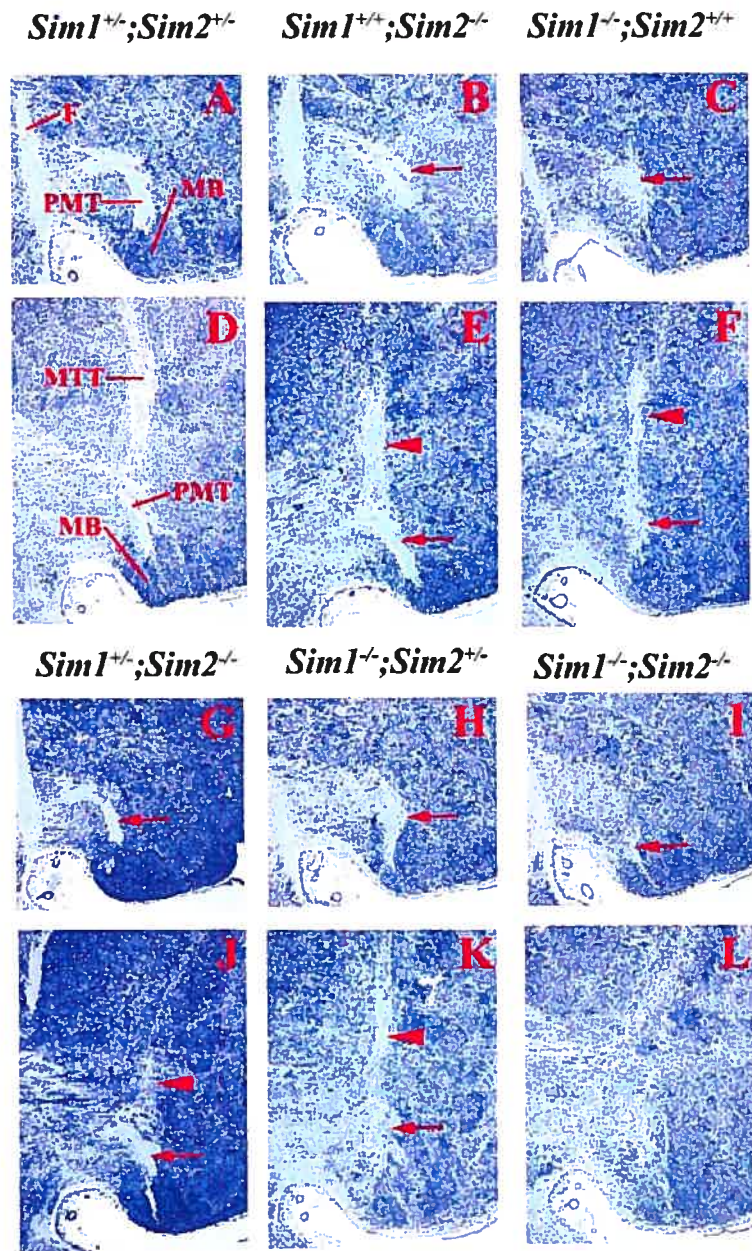 Sim1+/-;Sim2+/- Sim1+/+;Sim2-/- Sim1-/-;Sim2+/+
A B C
F
MB
PMT
D E F
MTT
PMT
MB
Sim1+/-;Sim2-/- Sim1-/-;Sim2+/- Sim1-/-;Sim2-/-
G H I
J K L